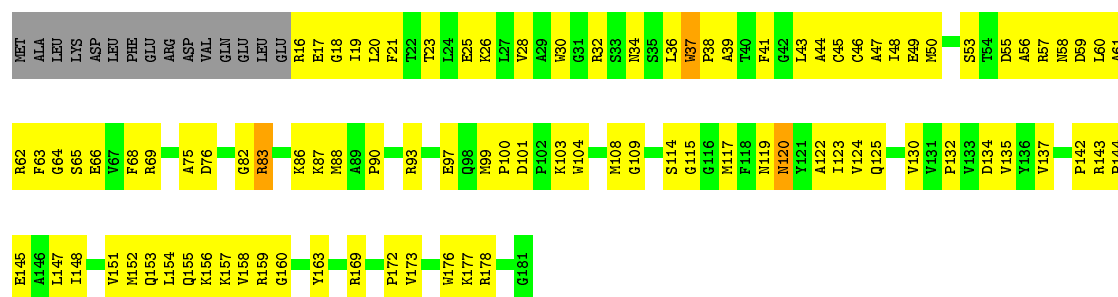 MET ALA LEU LYS ASP LEU PHE GLU ARG ASP VAL GLN GLU LEU GLU R16 E17 G18 I19 L20 F21 T22 T23 L24 E25 K26 L27 V28 A29 W30 G31 R32 S33 N34 S35 L36 W37 P38 A39 T40 F41 G42 L43 A44 C45 C46 A47 I48 E49 M50 S53 T54 D55 A56 R57 N58 D59 L60 A61
R62 F63 G64 S65 E66 V67 F68 R69 A75 D76 G82 R83 K86 K87 M88 A89 P90 R93 E97 Q98 M99 P100 D101 P102 K103 W104 M108 G109 S114 G115 G116 M117 F118 N119 N120 Y121 A122 I123 V124 Q125 V130 V131 P132 V133 D134 V135 Y136 V137 P142 R143 P144
E145 A146 L147 I148 V151 M152 Q153 L154 Q155 K156 K157 V158 R159 G160 Y163 R169 P172 V173 W176 K177 R178 G181